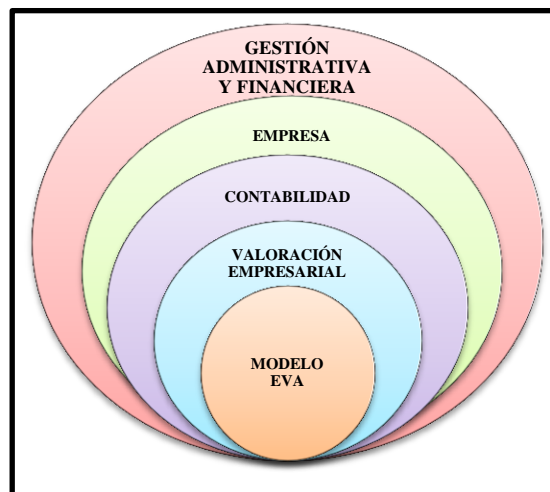 GESTIÓN
ADMINISTRATIVA
Y FINANCIERA
EMPRESA
CONTABILIDAD
VALORACIÓN
EMPRESARIAL
MODELO
EVA